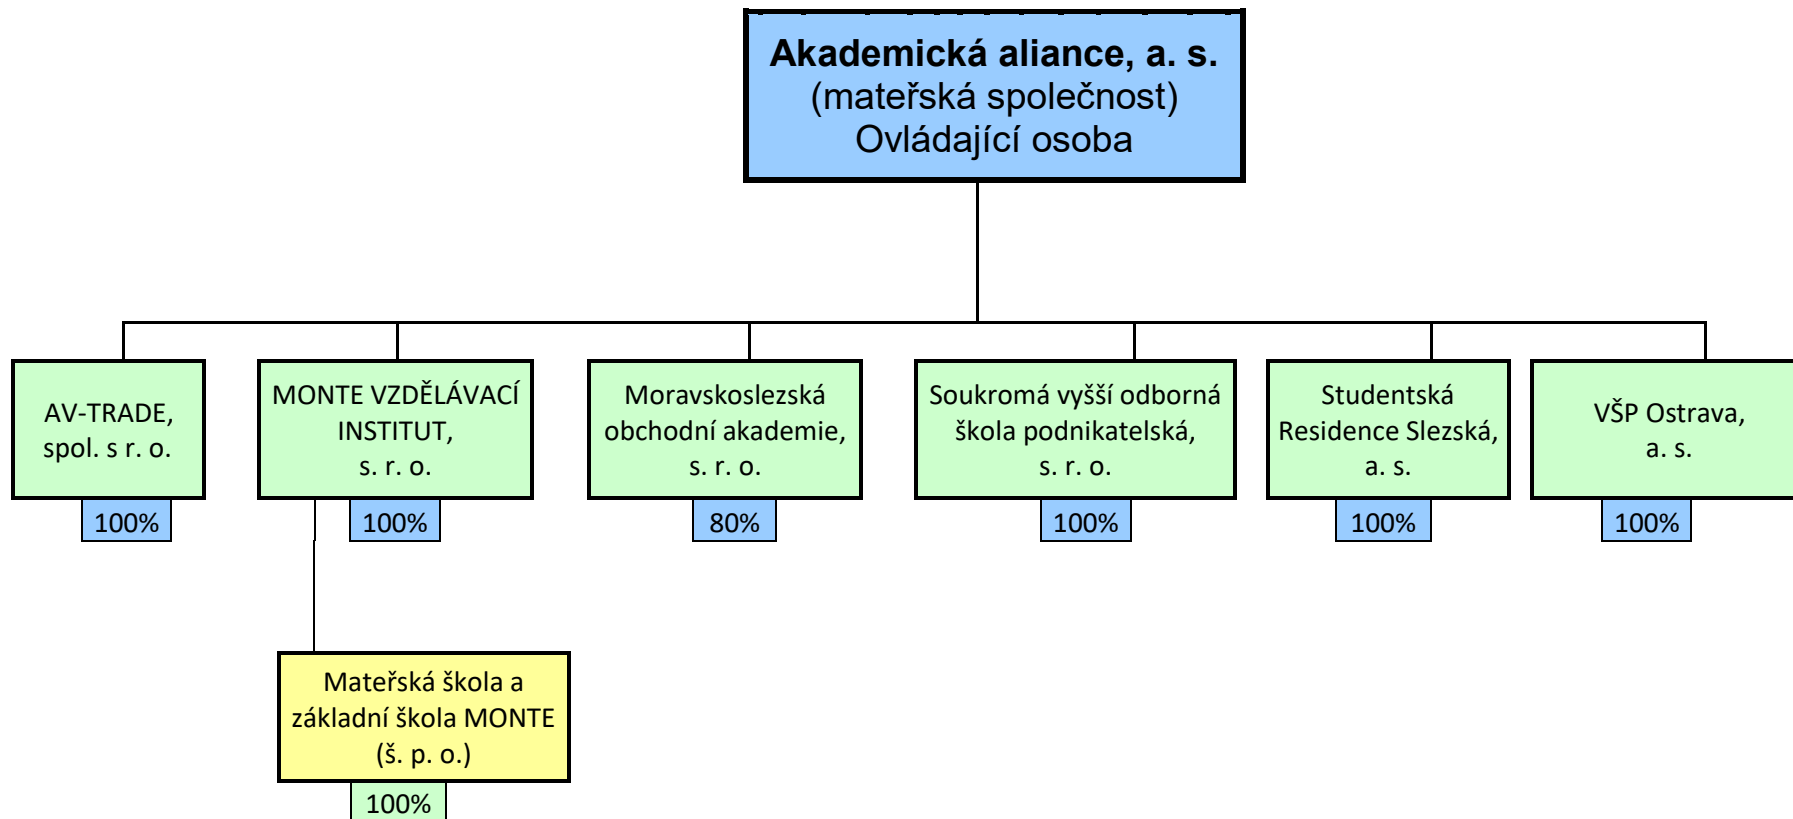 Akademická aliance, a. s.
(mateřská společnost)
Ovládající osoba
AV-TRADE,
spol. s r. o.
100%
MONTE VZDĚLÁVACÍ
INSTITUT,
s. r. o.
100%
Moravskoslezská
obchodní akademie,
s. r. o.
80%
Soukromá vyšší odborná
škola podnikatelská,
s. r. o.
100%
Studentská
Residence Slezská,
a. s.
100%
VŠP Ostrava,
a. s.
100%
Mateřská škola a
základní škola MONTE
(š. p. o.)
100%